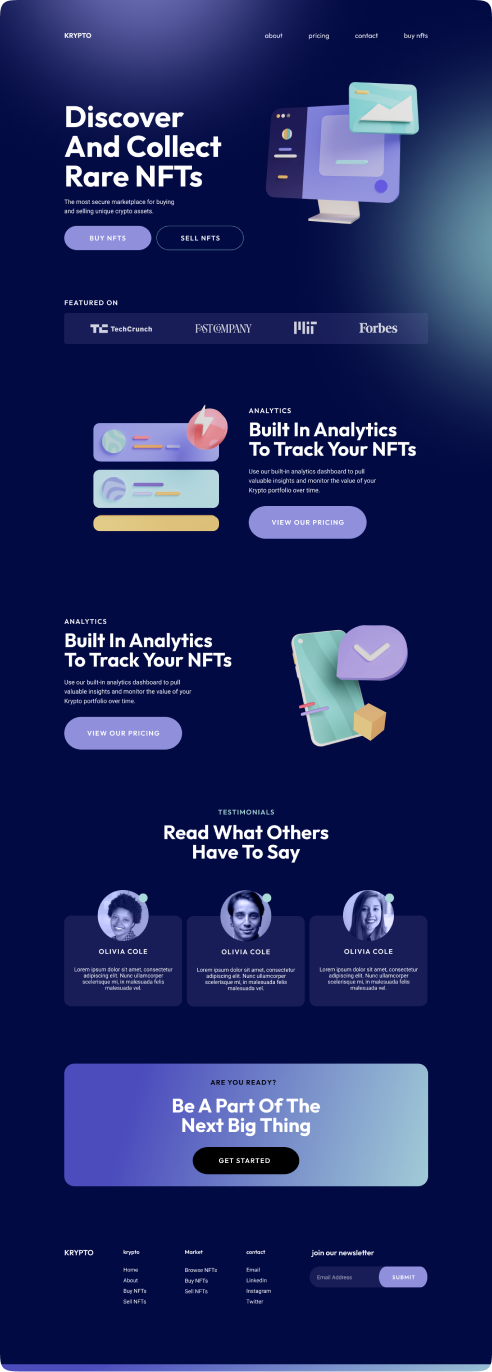 KRYPTO
about pricing contact buy nfts
Discover
And Collect
Rare NFTs
The most secure marketplace for buying
and selling unique crypto assets.
BUY NFTS SELL NFTS
FEATURED ON
TC TechCrunch FAST COMPANY MIT Forbes
ANALYTICS
Built In Analytics
To Track Your NFTs
Use our built-in analytics dashboard to pull
valuable insights and monitor the value of your
Krypto portfolio over time.
VIEW OUR PRICING
ANALYTICS
Built In Analytics
To Track Your NFTs
Use our built-in analytics dashboard to pull
valuable insights and monitor the value of your
Krypto portfolio over time.
VIEW OUR PRICING
TESTIMONIALS
Read What Others
Have To Say
OLIVIA COLE
Lorem ipsum dolor sit amet, consectetur
adipiscing elit. Nunc ullamcorper
scelerisque mi, in malesuada felis
malesuada vel.
OLIVIA COLE
Lorem ipsum dolor sit amet, consectetur
adipiscing elit. Nunc ullamcorper
scelerisque mi, in malesuada felis
malesuada vel.
OLIVIA COLE
Lorem ipsum dolor sit amet, consectetur
adipiscing elit. Nunc ullamcorper
scelerisque mi, in malesuada felis
malesuada vel.
ARE YOU READY?
Be A Part Of The
Next Big Thing
GET STARTED
KRYPTO
krypto
Home
About
Buy NFTs
Sell NFTs
Market
Browse NFTs
Buy NFTs
Sell NFTs
contact
Email
LinkedIn
Instagram
Twitter
join our newsletter
Email Address SUBMIT